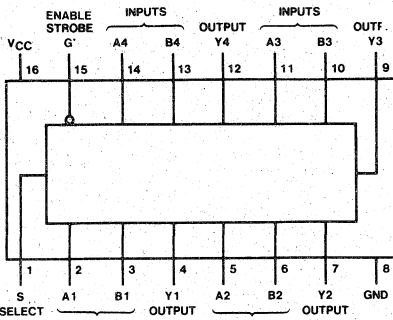 ENABLE INPUTS INPUTS
STROBE OUTPUT OUTF.
VCC G' A4 B4 Y4 A3 B3 Y3
16 15 14 13 12 11 10 9
1 2 3 4 5 6 7 8
S A1 B1 Y1 A2 B2 Y2 GND
SELECT OUTPUT OUTPUT